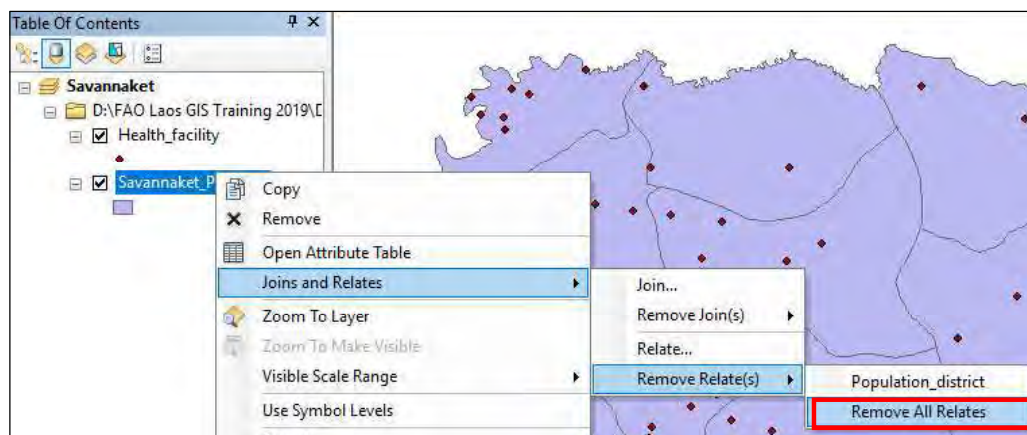 Table Of Contents
Savannaket
D:\FAO Laos GIS Training 2019\
Health_facility
Savannaket_P
Copy
Remove
Open Attribute Table
Joins and Relates
Zoom To Layer
Zoom To Make Visible
Visible Scale Range
Use Symbol Levels
Join...
Remove Join(s)
Relate...
Remove Relate(s)
Population_district
Remove All Relates